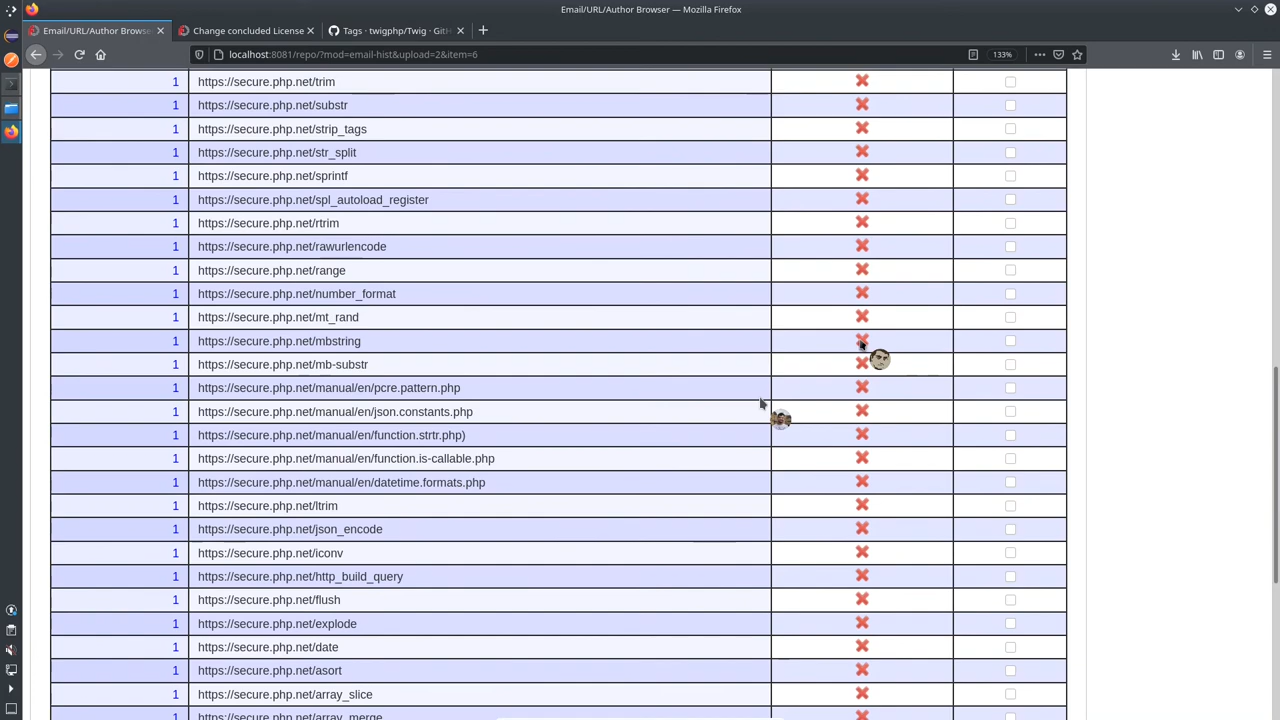 Email/URL/Author Browser — Mozilla Firefox
Email/URL/Author Browser
Change concluded License
Tags · twigphp/Twig · Git
localhost:8081/repo/?mod=email-hist&upload=2&item=6
133%
1 https://secure.php.net/trim
1 https://secure.php.net/substr
1 https://secure.php.net/strip_tags
1 https://secure.php.net/str_split
1 https://secure.php.net/sprintf
1 https://secure.php.net/spl_autoload_register
1 https://secure.php.net/rtrim
1 https://secure.php.net/rawurlencode
1 https://secure.php.net/range
1 https://secure.php.net/number_format
1 https://secure.php.net/mt_rand
1 https://secure.php.net/mbstring
1 https://secure.php.net/mb-substr
1 https://secure.php.net/manual/en/pcre.pattern.php
1 https://secure.php.net/manual/en/json.constants.php
1 https://secure.php.net/manual/en/function.strtr.php)
1 https://secure.php.net/manual/en/function.is-callable.php
1 https://secure.php.net/manual/en/datetime.formats.php
1 https://secure.php.net/ltrim
1 https://secure.php.net/json_encode
1 https://secure.php.net/iconv
1 https://secure.php.net/http_build_query
1 https://secure.php.net/flush
1 https://secure.php.net/explode
1 https://secure.php.net/date
1 https://secure.php.net/asort
1 https://secure.php.net/array_slice
1 https://secure.php.net/array_merge